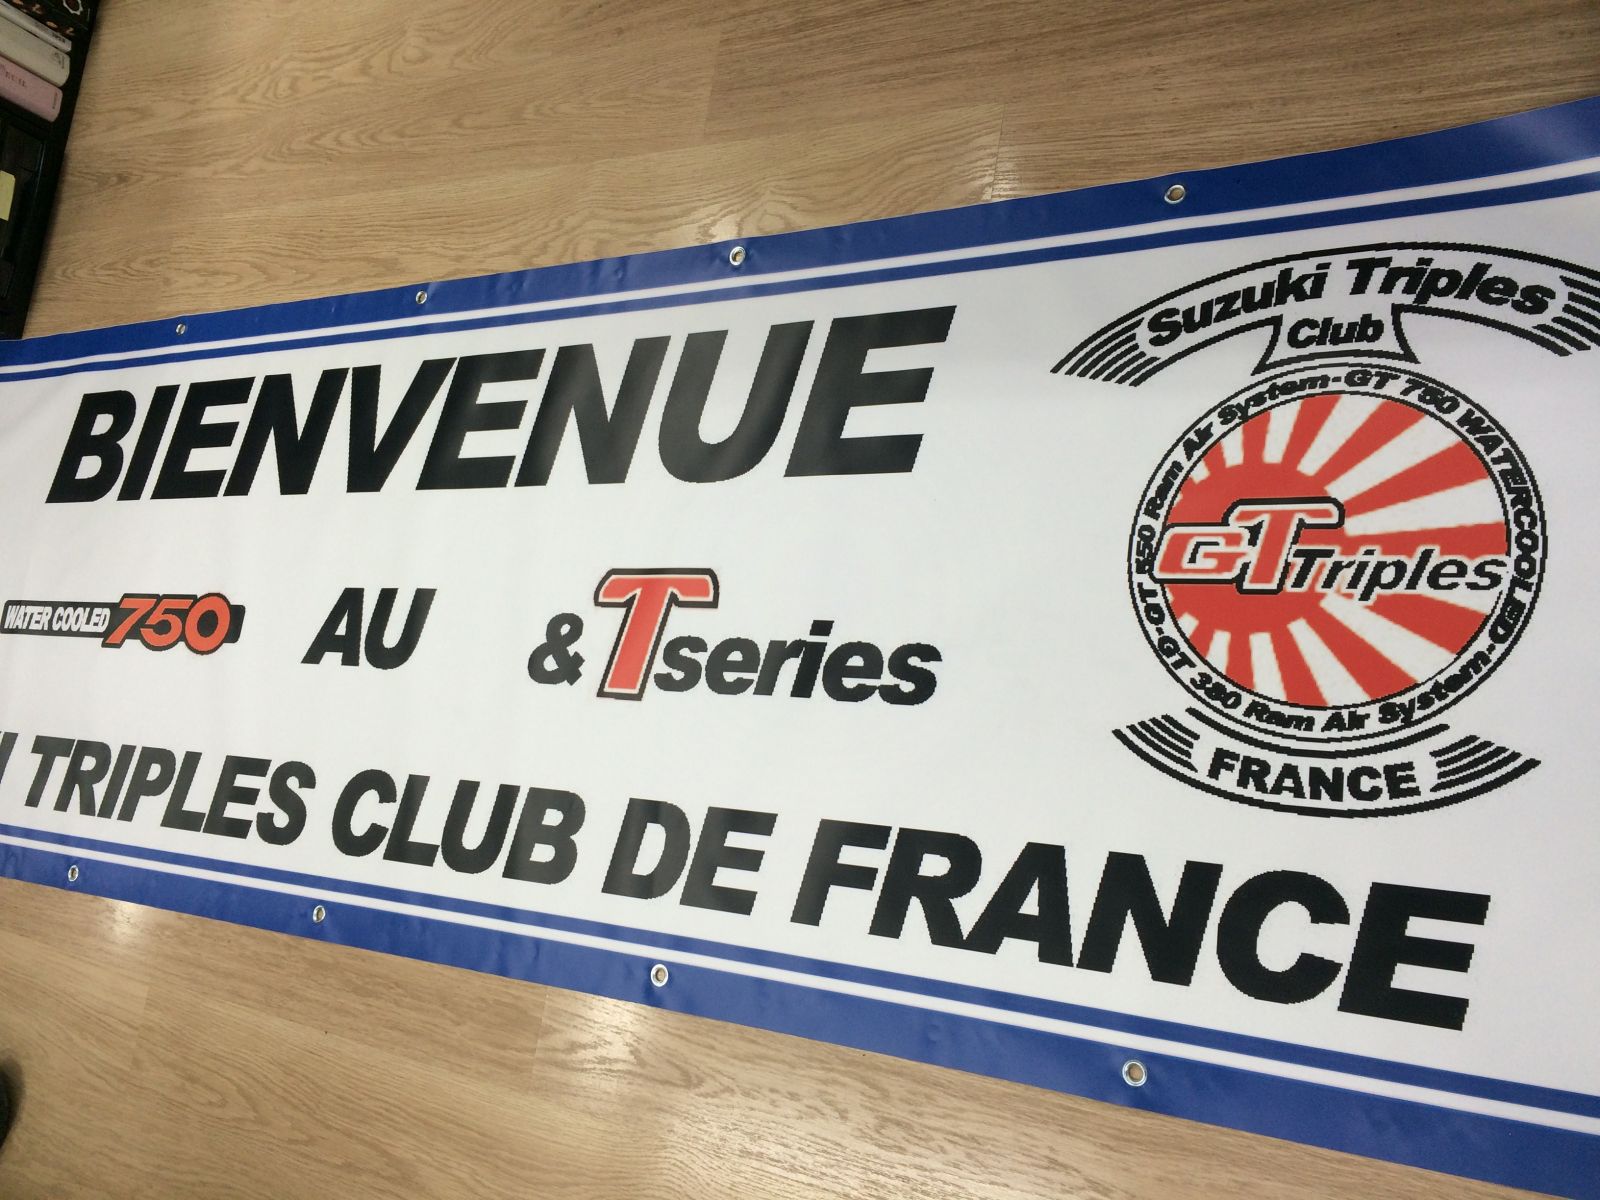 BIENVENUE
WATER COOLED 750 AU & T series
TRIPLES CLUB DE FRANCE
Suzuki Triples
Club
GT 550 Ram Air System-GT 750 WATERCOOLED-GT 380 Ram Air System-
GT Triples
FRANCE